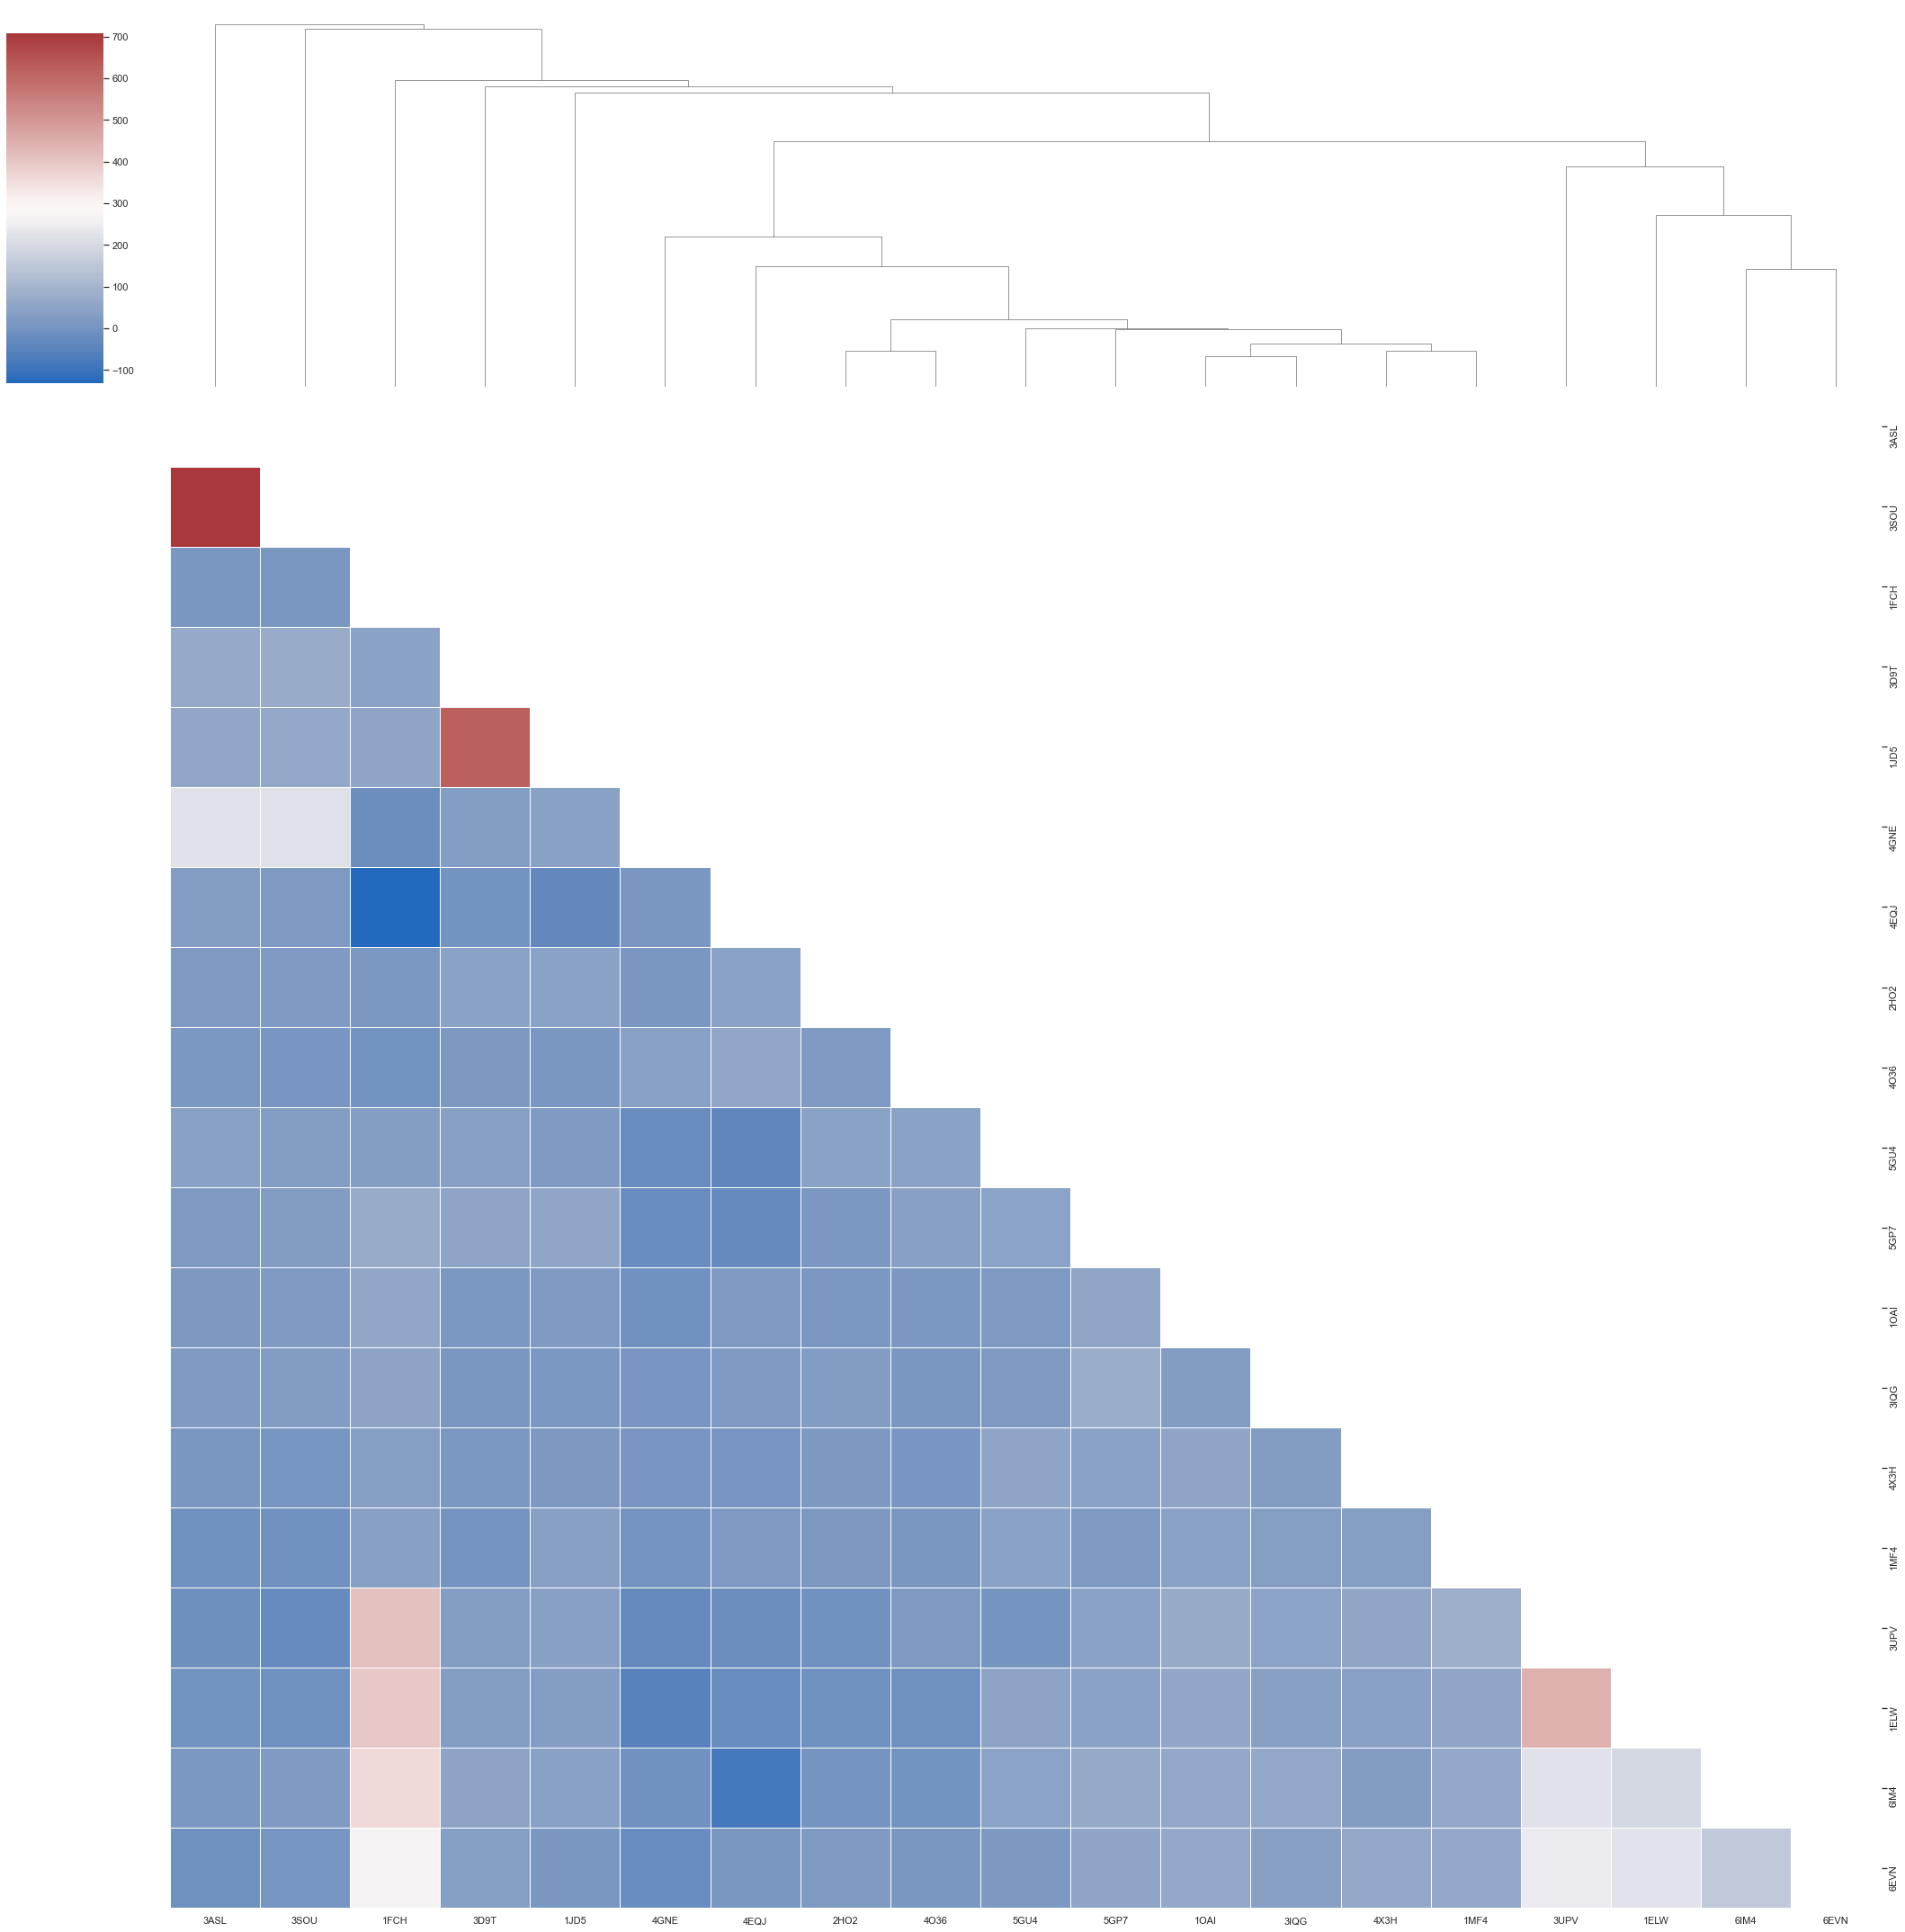 700
600
500
400
300
200
100
0
−100
3ASL
3SOU
1FCH
3D9T
1JD5
4GNE
4EQJ
2HO2
4O36
5GU4
5GP7
1OAI
3IQG
4X3H
1MF4
3UPV
1ELW
6IM4
6EVN
3ASL 3SOU 1FCH 3D9T 1JD5 4GNE 4EQJ 2HO2 4O36 5GU4 5GP7 1OAI 3IQG 4X3H 1MF4 3UPV 1ELW 6IM4 6EVN